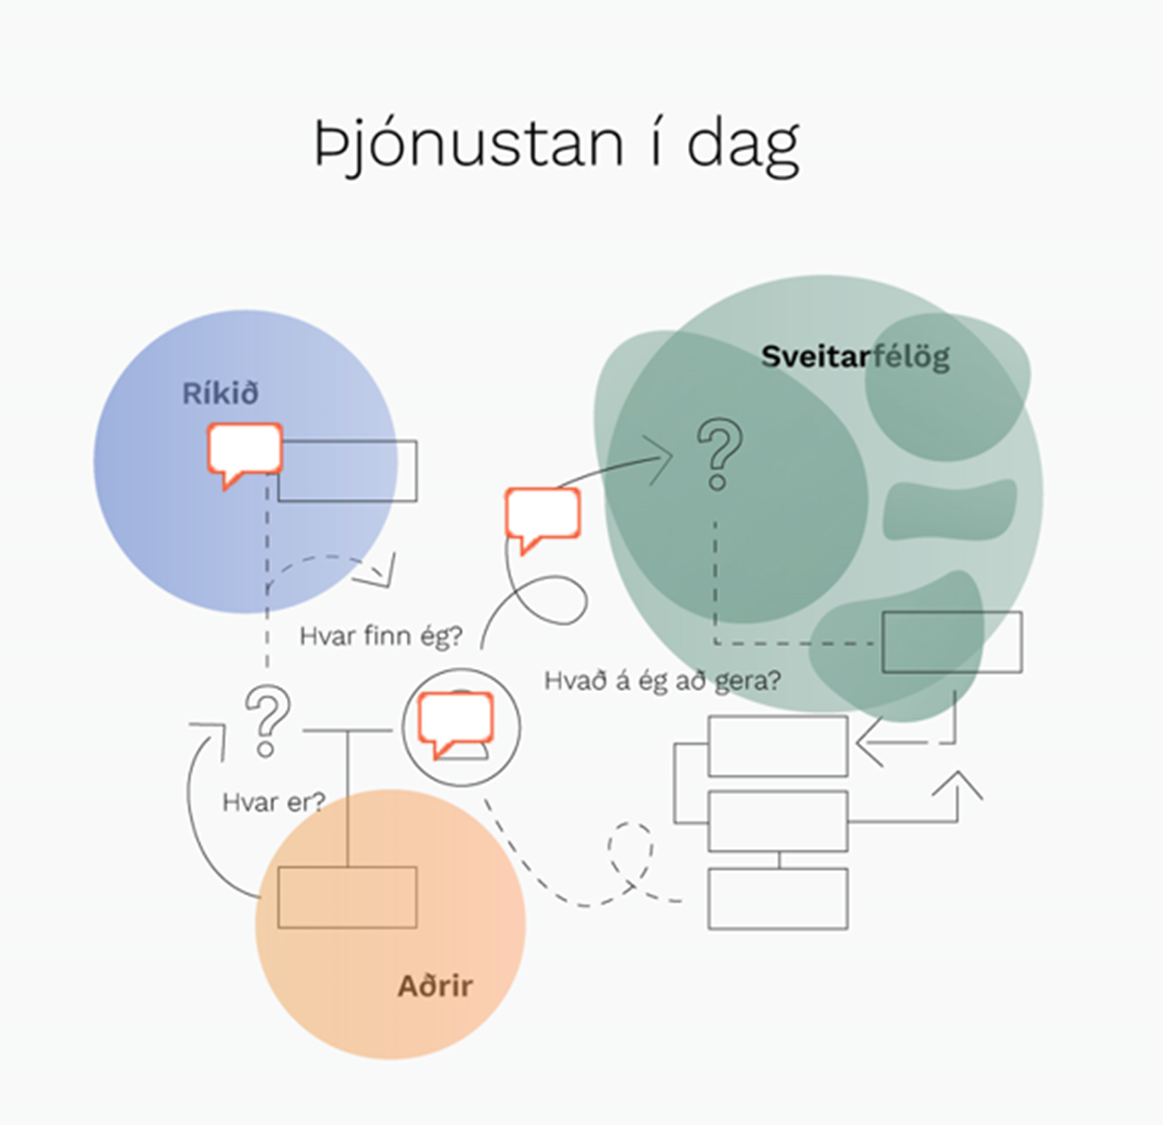 Þjónustan í dag
Sveitarfélög
Ríkið
?
Hvar finn ég?
Hvað á ég að gera?
?
Hvar er?
Aðrir